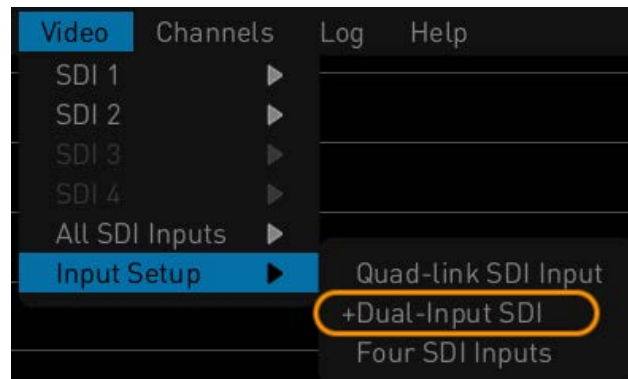 Video Channels Log Help
SDI 1
SDI 2
SDI 3
SDI 4
All SDI Inputs
Input Setup
Quad-link SDI Input
+Dual-Input SDI
Four SDI Inputs